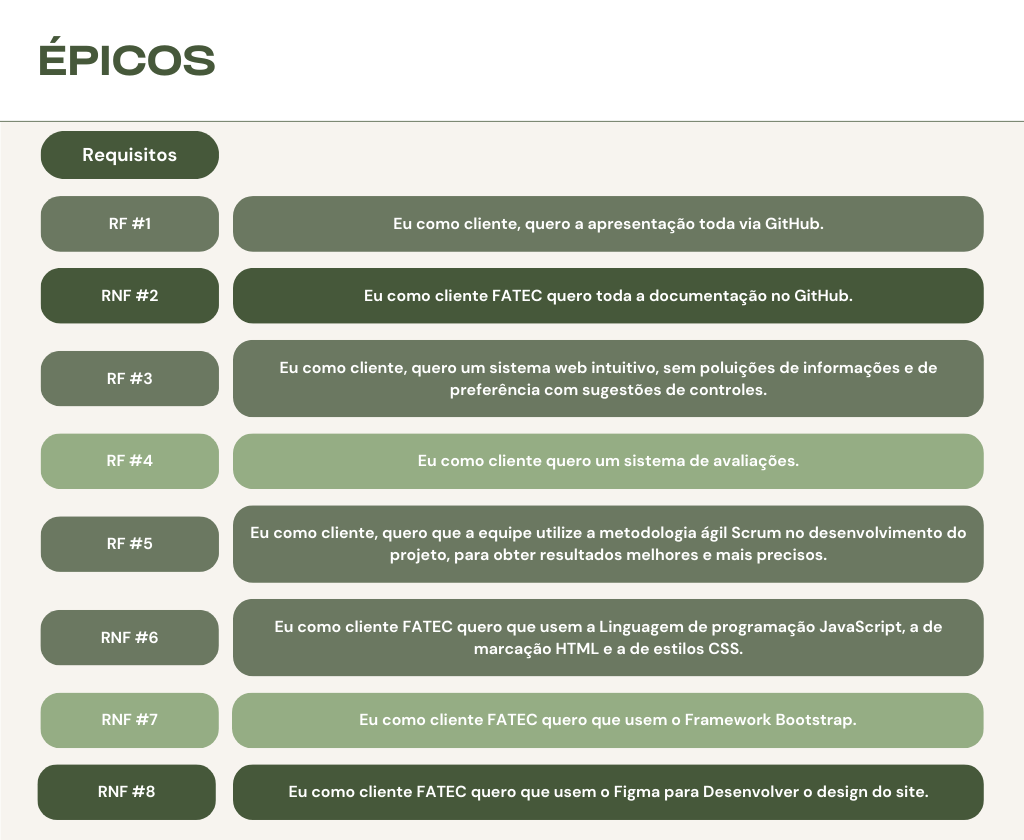 ÉPICOS
Requisitos
RF #1
Eu como cliente, quero a apresentação toda via GitHub.
RNF #2
Eu como cliente FATEC quero toda a documentação no GitHub.
RF #3
Eu como cliente, quero um sistema web intuitivo, sem poluições de informações e de
preferência com sugestões de controles.
RF #4
Eu como cliente quero um sistema de avaliações.
RF #5
Eu como cliente, quero que a equipe utilize a metodologia ágil Scrum no desenvolvimento do
projeto, para obter resultados melhores e mais precisos.
RNF #6
Eu como cliente FATEC quero que usem a Linguagem de programação JavaScript, a de
marcação HTML e a de estilos CSS.
RNF #7
Eu como cliente FATEC quero que usem o Framework Bootstrap.
RNF #8
Eu como cliente FATEC quero que usem o Figma para Desenvolver o design do site.